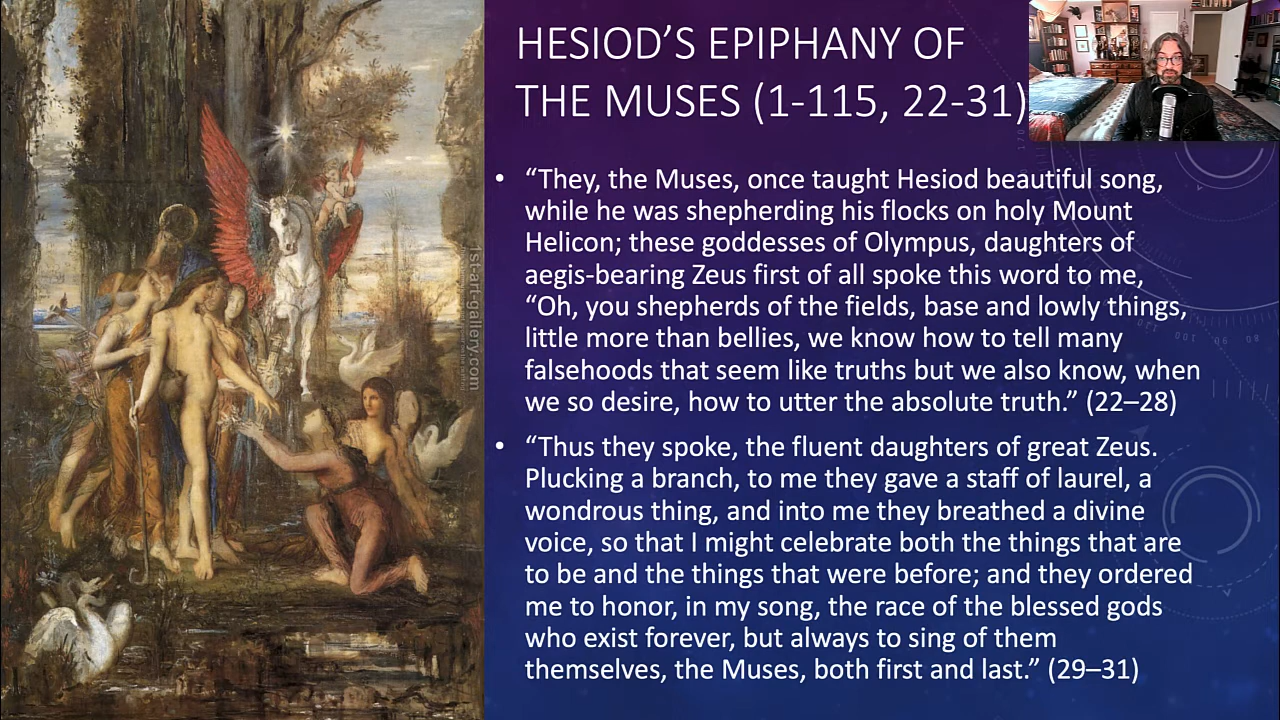 HESIOD’S EPIPHANY OF
THE MUSES (1-115, 22-31)
• “They, the Muses, once taught Hesiod beautiful song,
while he was shepherding his flocks on holy Mount
Helicon; these goddesses of Olympus, daughters of
aegis-bearing Zeus first of all spoke this word to me,
“Oh, you shepherds of the fields, base and lowly things,
little more than bellies, we know how to tell many
falsehoods that seem like truths but we also know, when
we so desire, how to utter the absolute truth.” (22–28)
• “Thus they spoke, the fluent daughters of great Zeus.
Plucking a branch, to me they gave a staff of laurel, a
wondrous thing, and into me they breathed a divine
voice, so that I might celebrate both the things that are
to be and the things that were before; and they ordered
me to honor, in my song, the race of the blessed gods
who exist forever, but always to sing of them
themselves, the Muses, both first and last.” (29–31)
1st-art-gallery.com